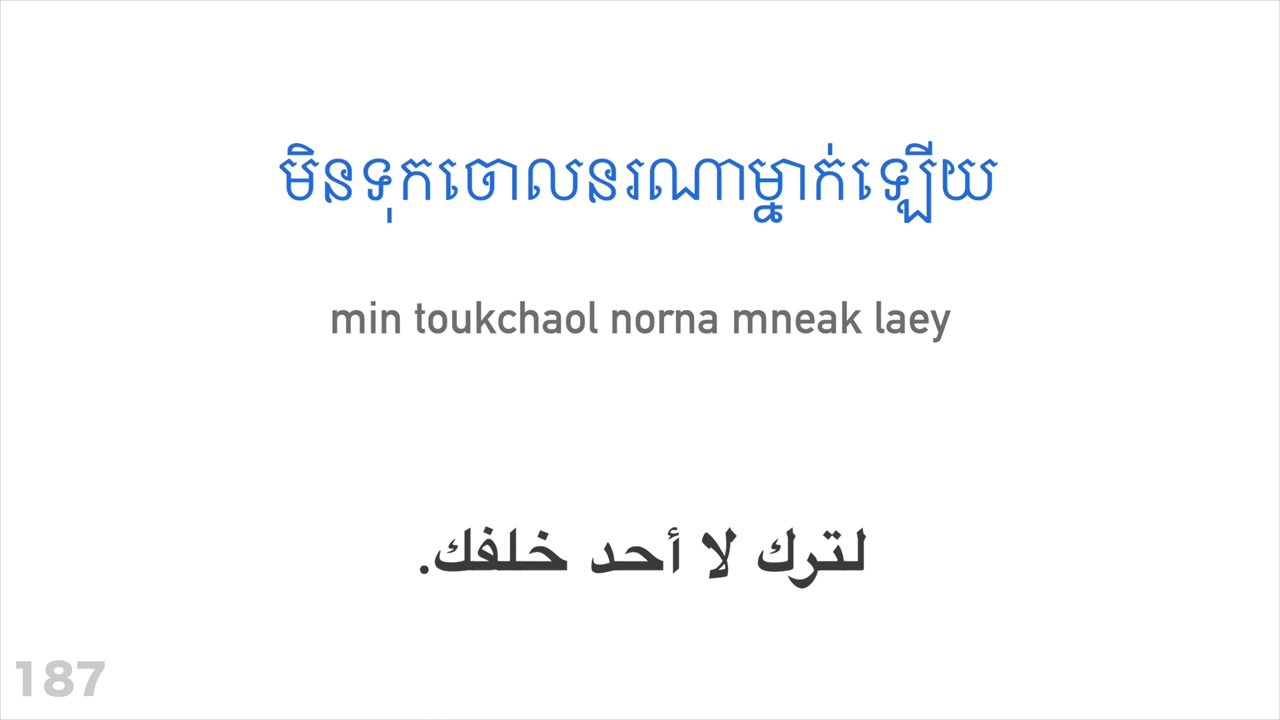 មិនទុកចោលនរណាម្នាក់ឡើយ
min toukchaol norna mneak laey
لترك لا أحد خلفك.
187